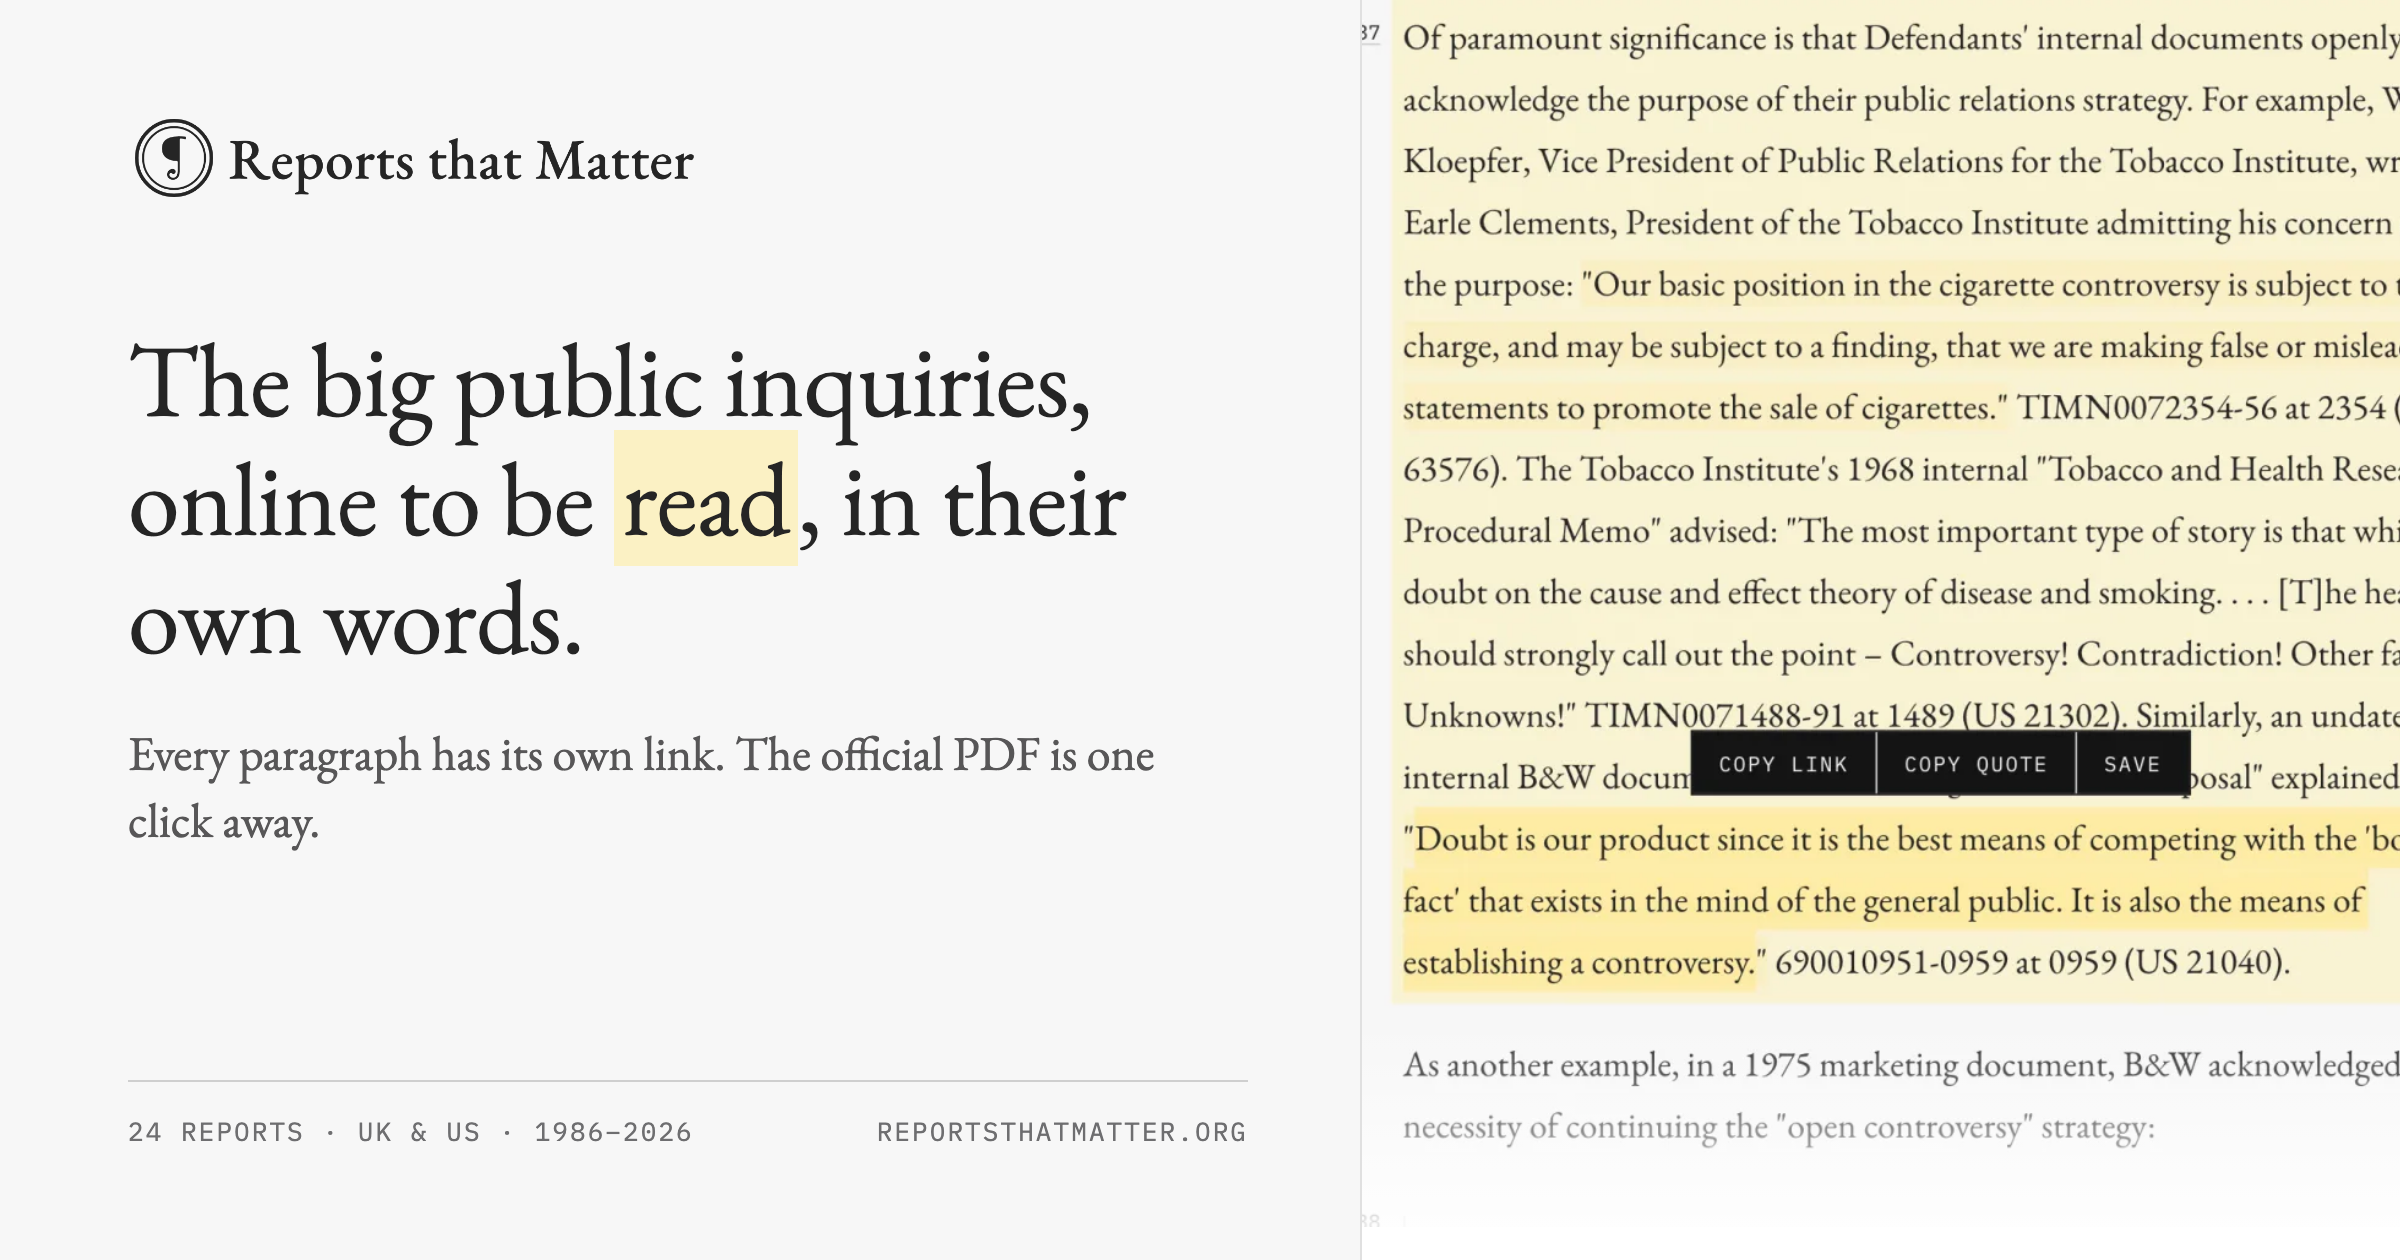 Reports that Matter
The big public inquiries,
online to be read, in their
own words.
Every paragraph has its own link. The official PDF is one
click away.
24 REPORTS · UK & US · 1986–2026
REPORTSTHATMATTER.ORG
Of paramount significance is that Defendants' internal documents openly
acknowledge the purpose of their public relations strategy. For example,
Kloepfer, Vice President of Public Relations for the Tobacco Institute,
Earle Clements, President of the Tobacco Institute admitting his concern
the purpose: "Our basic position in the cigarette controversy is subject to
charge, and may be subject to a finding, that we are making false or
statements to promote the sale of cigarettes." TIMN0072354-56 at 2354 (
63576). The Tobacco Institute's 1968 internal "Tobacco and Health
Procedural Memo" advised: "The most important type of story is that
doubt on the cause and effect theory of disease and smoking. . . . [T]he
should strongly call out the point – Controversy! Contradiction! Other
Unknowns!" TIMN0071488-91 at 1489 (US 21302). Similarly, an
internal B&W
COPY LINK COPY QUOTE SAVE
explained
"Doubt is our product since it is the best means of competing with the
fact' that exists in the mind of the general public. It is also the means of
establishing a controversy." 690010951-0959 at 0959 (US 21040).
As another example, in a 1975 marketing document, B&W acknowledged
necessity of continuing the "open controversy" strategy: